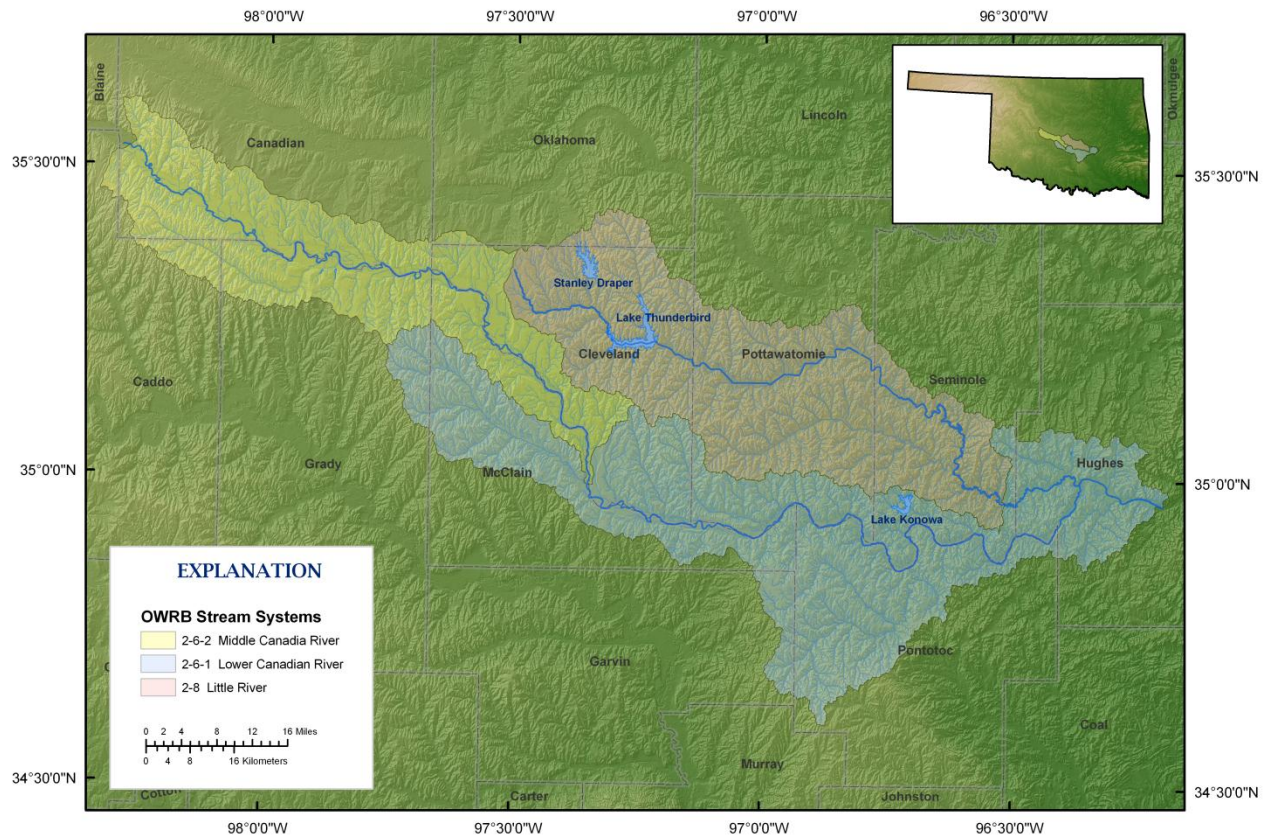 98°0'0"W
97°30'0"W
97°0'0"W
96°30'0"W
Blaine
Okmulgee
Lincoln
Canadian
Oklahoma
35°30'0"N
35°30'0"N
Stanley Draper
Lake Thunderbird
Cleveland
Pottawatomie
Caddo
Seminole
35°0'0"N
Grady
McClain
Hughes
35°0'0"N
Lake Konowa
EXPLANATION
OWRB Stream Systems
2-6-2 Middle Canadia River
2-6-1 Lower Canadian River
2-8 Little River
0 4 8 12 16 Miles
0 4 8 16 Kilometers
Garvin
Pontotoc
Coal
Murray
34°30'0"N
Carter
Johnston
34°30'0"N
98°0'0"W
97°30'0"W
97°0'0"W
96°30'0"W